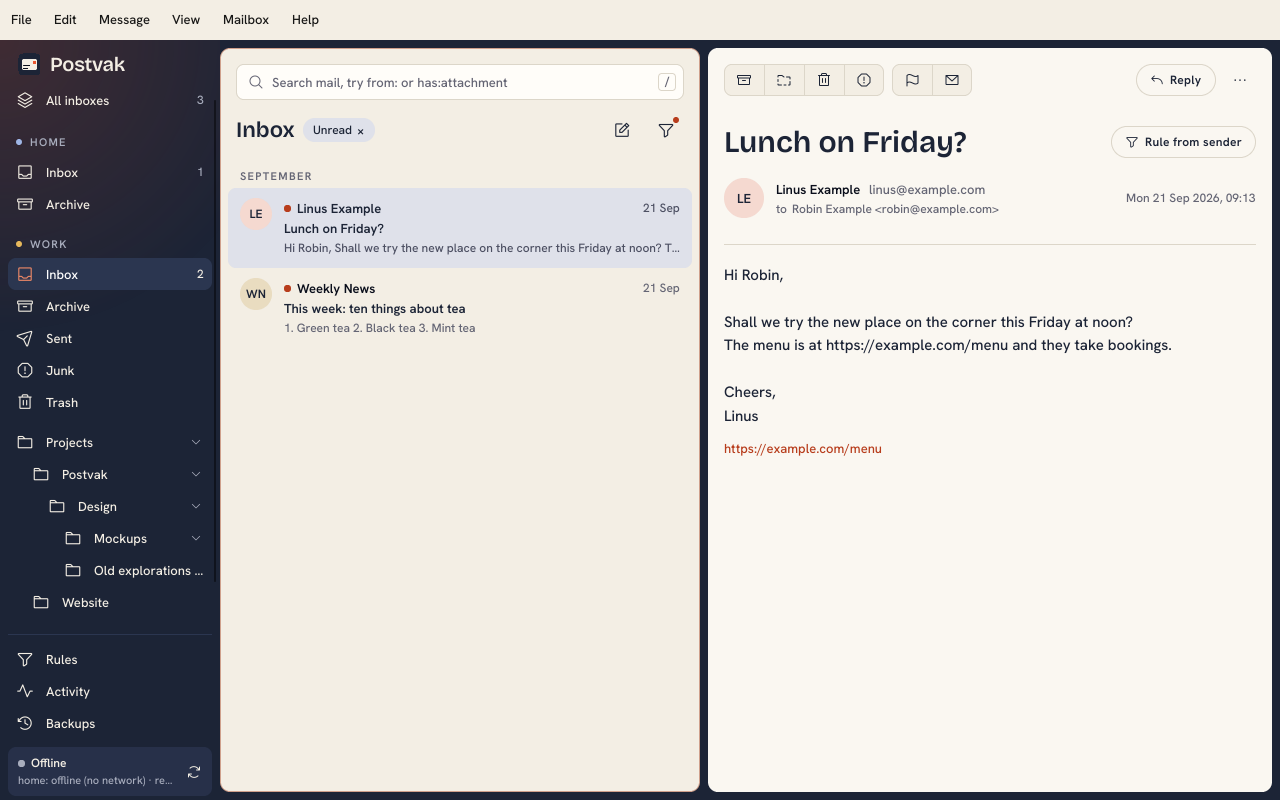 File Edit Message View Mailbox Help
Postvak
All inboxes 3
HOME
Inbox 1
Archive
WORK
Inbox 2
Archive
Sent
Junk
Trash
Projects
Postvak
Design
Mockups
Old explorations ...
Website
Rules
Activity
Backups
Offline
home: offline (no network) · re...
Search mail, try from: or has:attachment /
Inbox Unread ×
SEPTEMBER
LE Linus Example 21 Sep
Lunch on Friday?
Hi Robin, Shall we try the new place on the corner this Friday at noon? T...
WN Weekly News 21 Sep
This week: ten things about tea
1. Green tea 2. Black tea 3. Mint tea
Reply ...
Lunch on Friday? Rule from sender
LE Linus Example linus@example.com
to Robin Example <robin@example.com>
Mon 21 Sep 2026, 09:13
Hi Robin,
Shall we try the new place on the corner this Friday at noon?
The menu is at https://example.com/menu and they take bookings.
Cheers,
Linus
https://example.com/menu